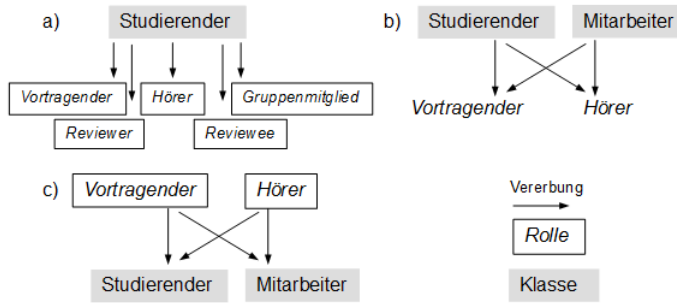 a) Studierender
Vortragender Hörer Gruppenmitglied
Reviewer Reviewee
b) Studierender Mitarbeiter
Vortragender Hörer
c) Vortragender Hörer
Studierender Mitarbeiter
Vererbung
Rolle
Klasse